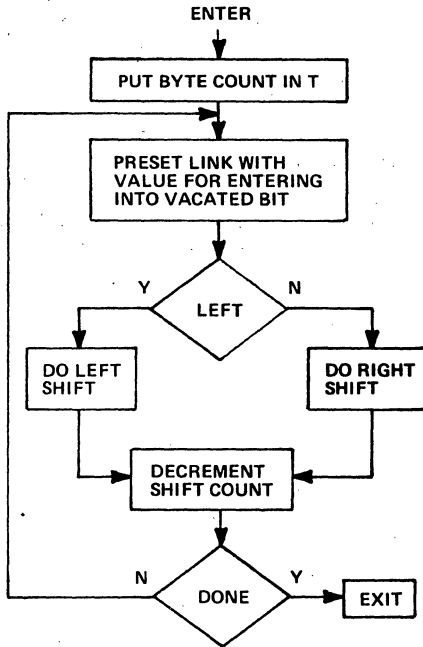 ENTER
PUT BYTE COUNT IN T
PRESET LINK WITH
VALUE FOR ENTERING
INTO VACATED BIT
Y
N
LEFT
DO LEFT
SHIFT
DO RIGHT
SHIFT
DECREMENT
SHIFT COUNT
N
Y
DONE
EXIT